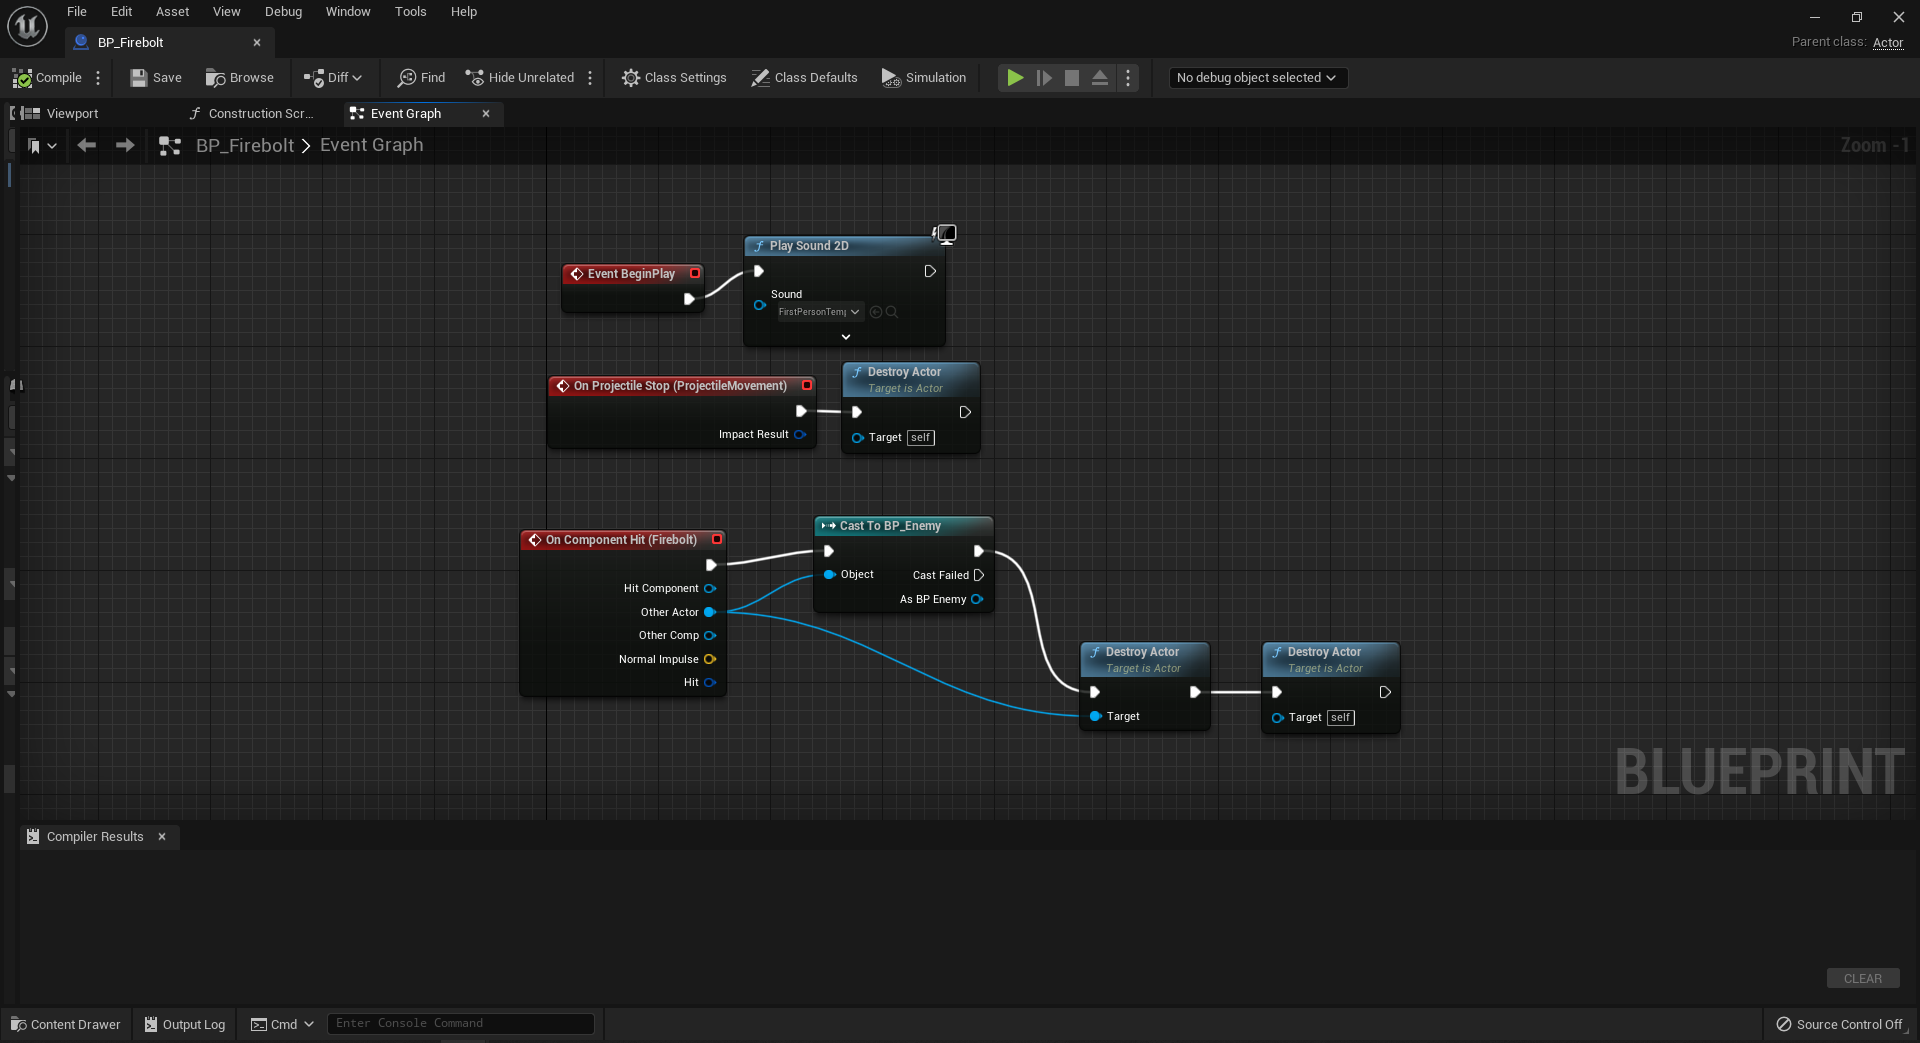 File Edit Asset View Debug Window Tools Help
BP_Firebolt
Parent class: Actor
Compile Save Browse Diff Find Hide Unrelated Class Settings Class Defaults Simulation No debug object selected
Viewport Construction Scr... Event Graph
BP_Firebolt > Event Graph
Zoom -1
Play Sound 2D
Event BeginPlay
Sound
FirstPersonTemp
Destroy Actor
Target is Actor
On Projectile Stop (ProjectileMovement)
Impact Result
Target self
Cast To BP_Enemy
On Component Hit (Firebolt)
Object Cast Failed
Hit Component
As BP Enemy
Other Actor
Other Comp
Normal Impulse
Hit
Destroy Actor
Target is Actor
Target
Destroy Actor
Target is Actor
Target self
BLUEPRINT
Compiler Results
CLEAR
Content Drawer Output Log Cmd Enter Console Command Source Control Off